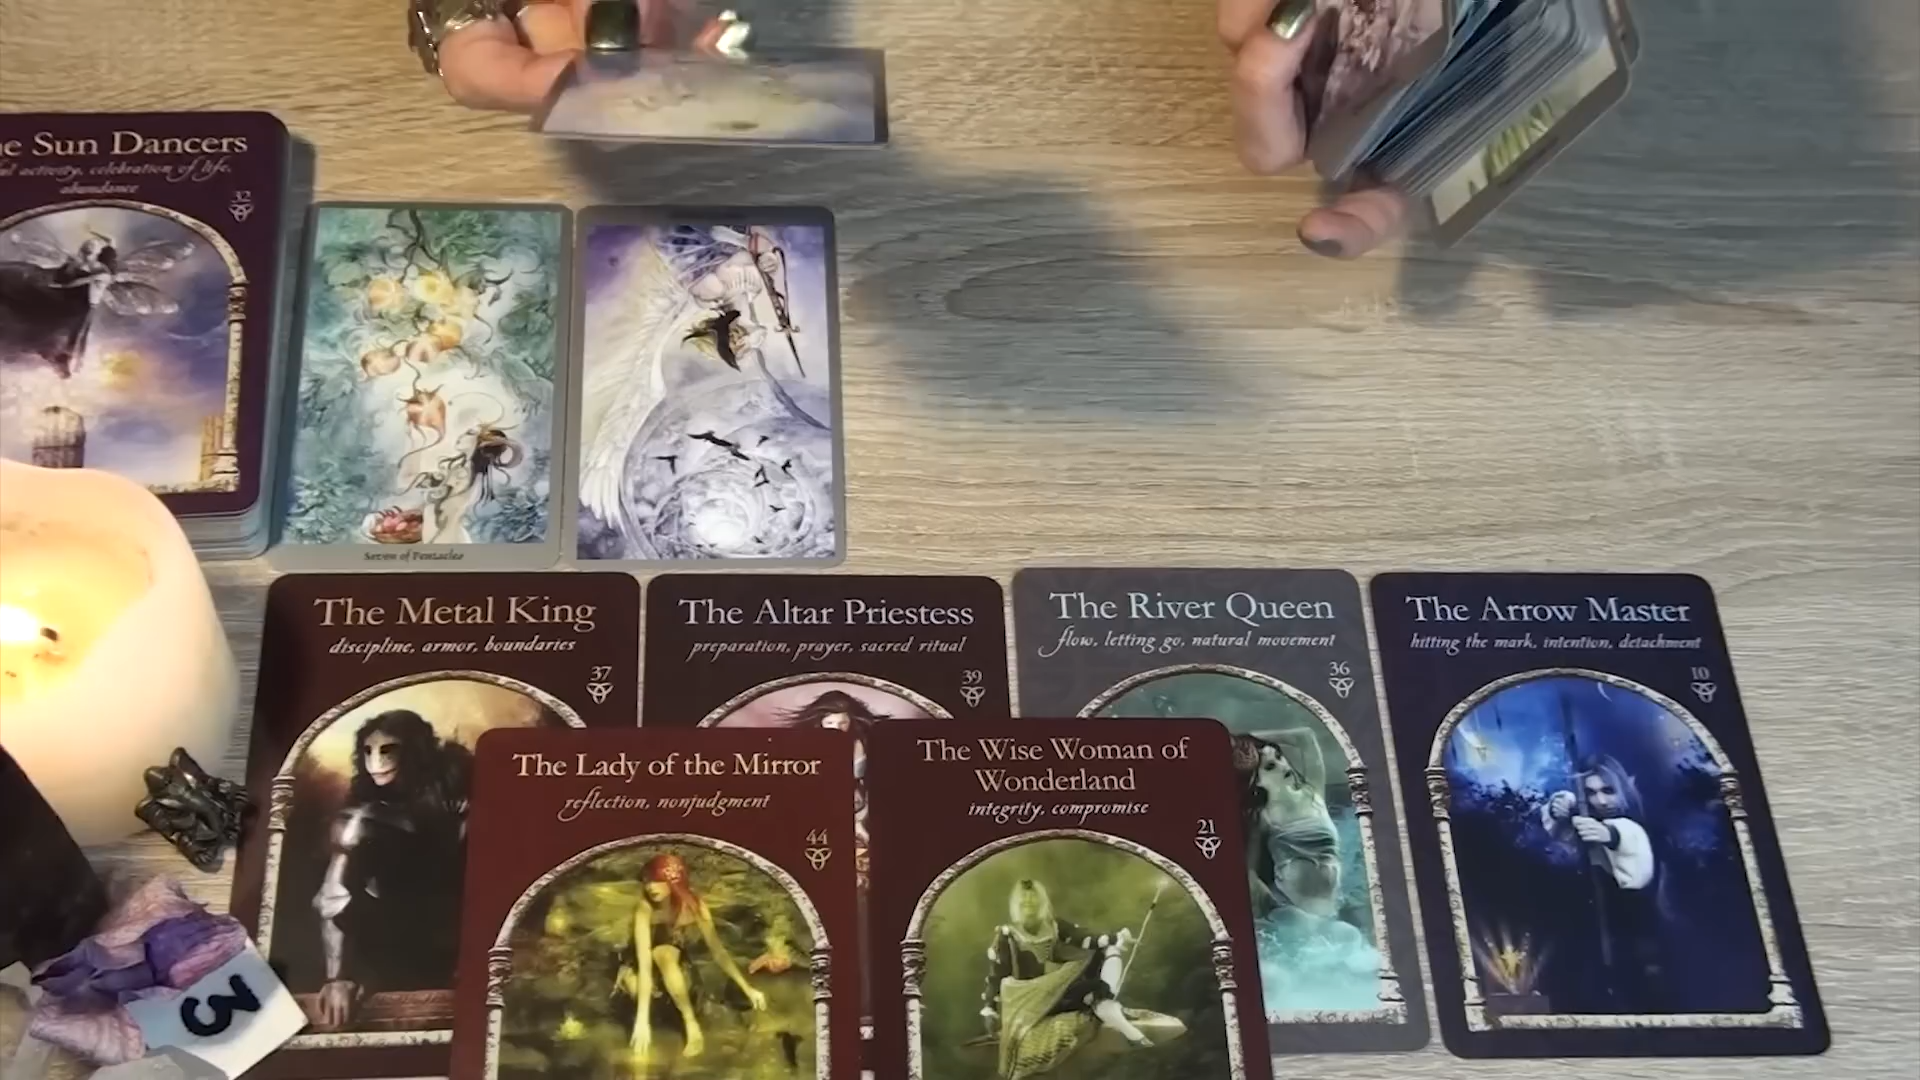 e Sun Dancers
activity, celebration of life,
abundance
32
Seven of Pentacles
The Metal King
discipline, armor, boundaries
37
The Altar Priestess
preparation, prayer, sacred ritual
39
The River Queen
flow, letting go, natural movement
36
The Arrow Master
hitting the mark, intention, detachment
10
The Lady of the Mirror
reflection, nonjudgment
44
The Wise Woman of
Wonderland
integrity, compromise
21
3